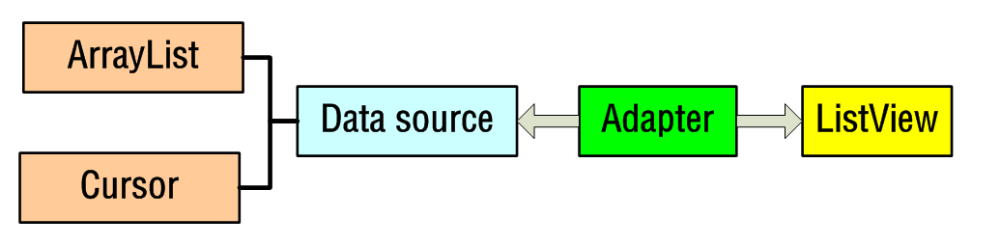 ArrayList
Cursor
Data source
Adapter
ListView